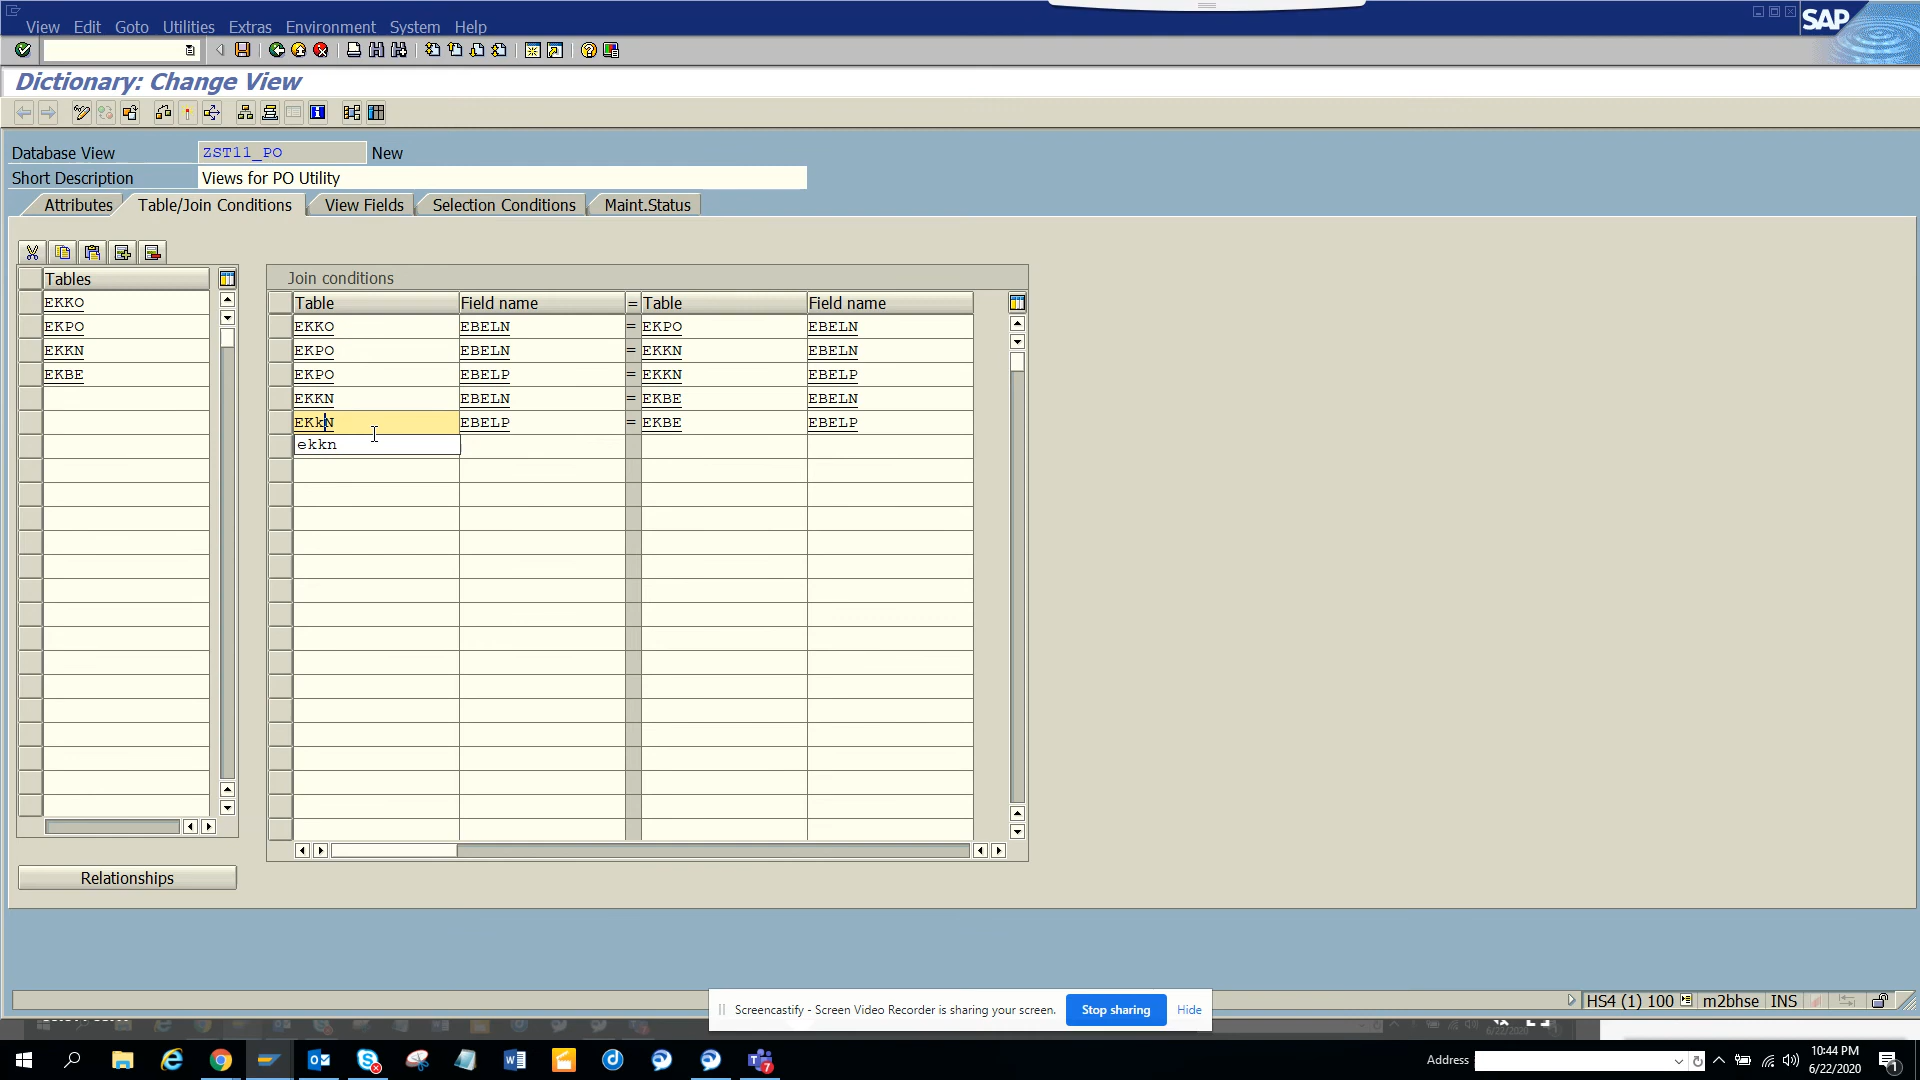 View Edit Goto Utilities Extras Environment System Help
SAP
Dictionary: Change View
Database View ZST11_PO New
Short Description Views for PO Utility
Attributes Table/Join Conditions View Fields Selection Conditions Maint.Status
Tables
EKKO
EKPO
EKKN
EKBE
Join conditions
Table Field name = Table Field name
EKKO EBELN = EKPO EBELN
EKPO EBELN = EKKN EBELN
EKPO EBELP = EKKN EBELP
EKKN EBELN = EKBE EBELN
EKkN EBELP = EKBE EBELP
ekkn
Relationships
HS4 (1) 100 m2bhse INS
Screencastify - Screen Video Recorder is sharing your screen. Stop sharing Hide
Address
10:44 PM
6/22/2020
7
1